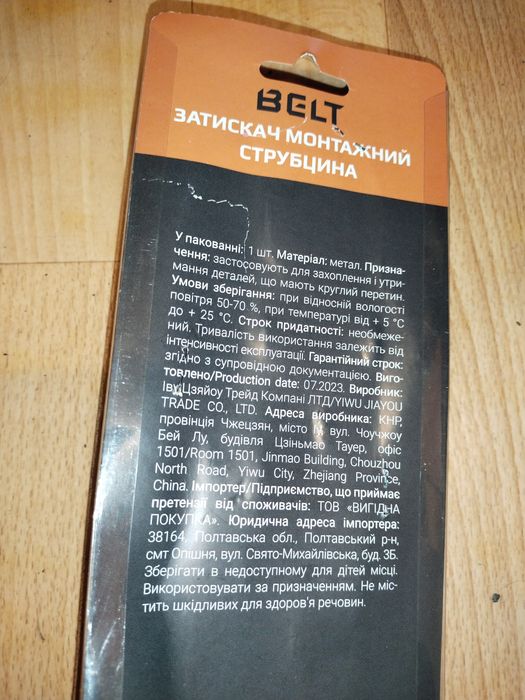 BELT
ЗАТИСКАЧ МОНТАЖНИЙ
СТРУБЦИНА
У пакованні: 1 шт. Матеріал: метал. Призна-
чення: застосовують для захоплення і утри-
мання деталей, що мають круглий перетин.
Умови зберігання: при відносній вологості
повітря 50-70 %, при температурі від + 5 °C
до + 25 °C. Строк придатності: необмеже-
ний. Тривалість використання залежить від
інтенсивності експлуатації. Гарантійний строк:
згідно з супровідною документацією. Виго-
товлено/Production date: 07.2023. Виробник:
Іву Цзяйоу Трейд Компані ЛТД/YIWU JIAYOU
TRADE CO., LTD. Адреса виробника: КНР,
провінція Чжецзян, місто Іу, вул. Чоучжоу
Бей Лу, будівля Цзіньмао Тауер, офіс
1501/Room 1501, Jinmao Building, Chouzhou
North Road, Yiwu City, Zhejiang Province,
China. Імпортер/Підприємство, що приймає
претензії від споживачів: ТОВ «ВИГІДНА
ПОКУПКА». Юридична адреса імпортера:
38164, Полтавська обл., Полтавський р-н,
смт Опішня, вул. Свято-Михайлівська, буд. 3Б.
Зберігати в недоступному для дітей місці.
Використовувати за призначенням. Не міс-
тить шкідливих для здоров'я речовин.